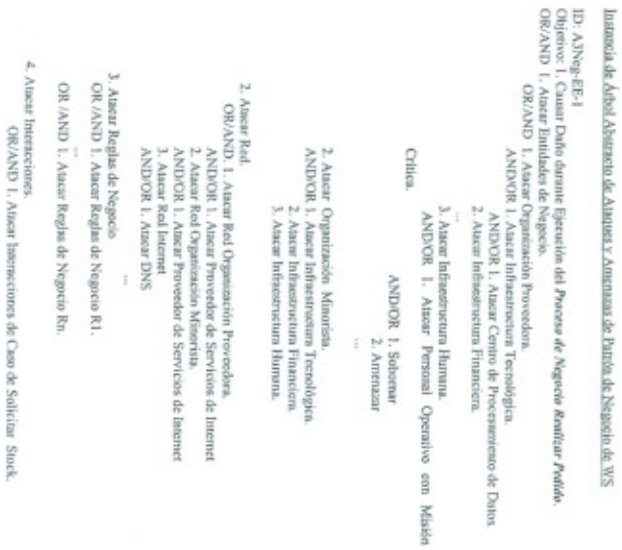 Instancia de Árbol Abstracto de Ataques y Amenazas de Patrón de Negocio de WS
ID: A3Neg-EE-1
Objetivo: 1. Causar Daño durante Ejecución del Proceso de Negocio Realizar Pedido.
OR/AND 1. Atacar Entidades de Negocio.
OR/AND 1. Atacar Organización Proveedora.
AND/OR 1. Atacar Infraestructura Tecnológica.
AND/OR 1. Atacar Centro de Procesamiento de Datos.
2. Atacar Infraestructura Financiera.
...
3. Atacar Infraestructura Humana.
AND/OR 1. Atacar Personal Operativo con Misión
Crítica.
AND/OR 1. Sobornar
2. Amenazar
...
2. Atacar Organización Minorista.
AND/OR 1. Atacar Infraestructura Tecnológica.
2. Atacar Infraestructura Financiera.
3. Atacar Infraestructura Humana.
2. Atacar Red.
OR/AND. 1. Atacar Red Organización Proveedora.
AND/OR 1. Atacar Proveedor de Servicios de Internet
2. Atacar Red Organización Minorista.
AND/OR 1. Atacar Proveedor de Servicios de Internet
3. Atacar Red Internet
AND/OR 1. Atacar DNS
...
3. Atacar Reglas de Negocio
OR /AND 1. Atacar Reglas de Negocio R1.
...
OR /AND 1. Atacar Reglas de Negocio Rn.
4. Atacar Interacciones.
OR/AND 1. Atacar Interacciones de Caso de Solicitar Stock.